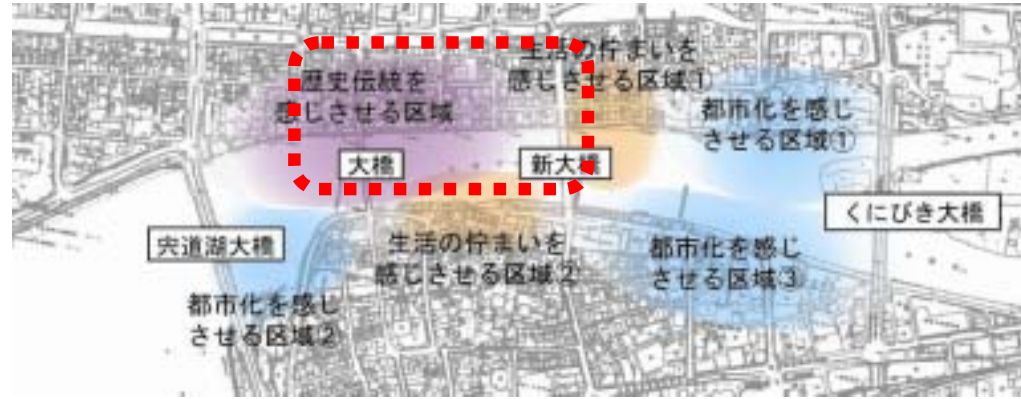 生活の佇まいを
感じさせる区域①
歴史伝統を
感じさせる区域
都市化を感じ
させる区域①
大橋
新大橋
くにびき大橋
宍道湖大橋
生活の佇まいを
感じさせる区域②
都市化を感じ
させる区域③
都市化を感じ
させる区域②